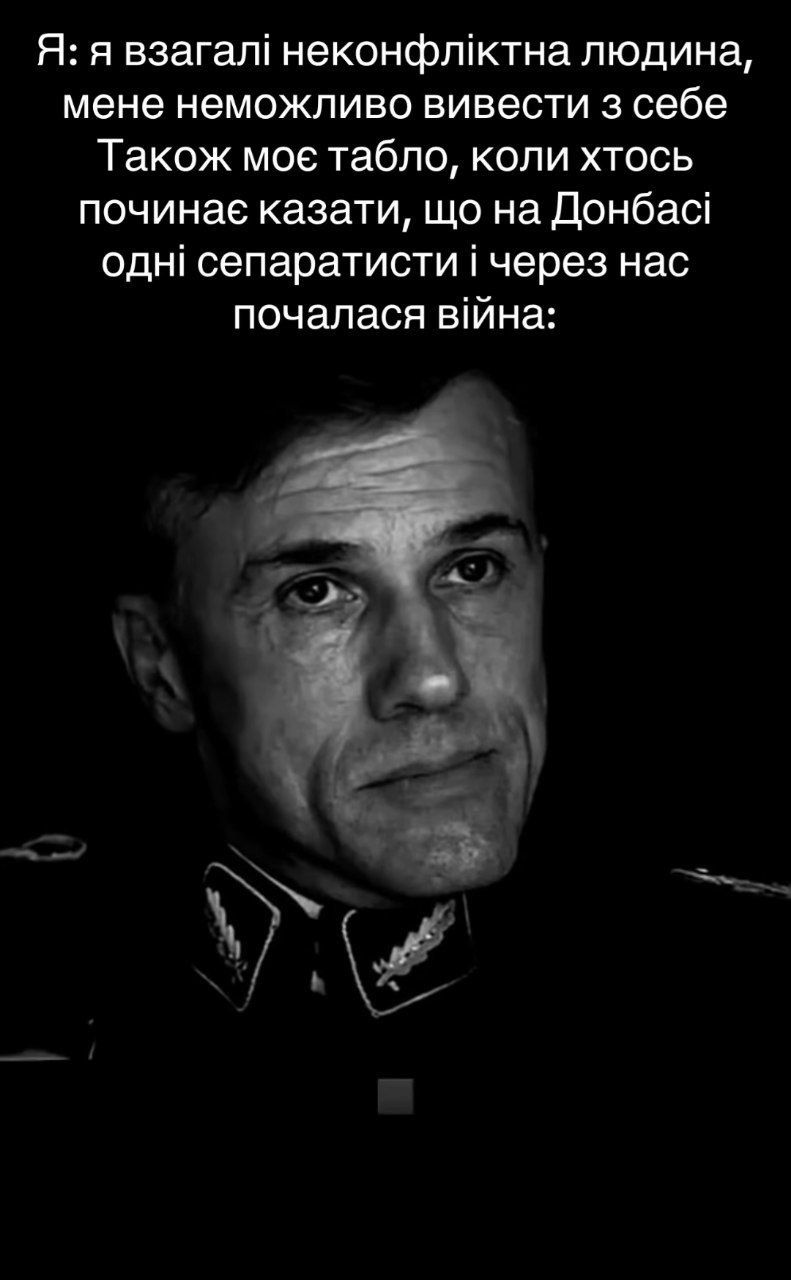 Я: я взагалі неконфліктна людина,
мене неможливо вивести з себе
Також моє табло, коли хтось
починає казати, що на Донбасі
одні сепаратисти і через нас
почалася війна: